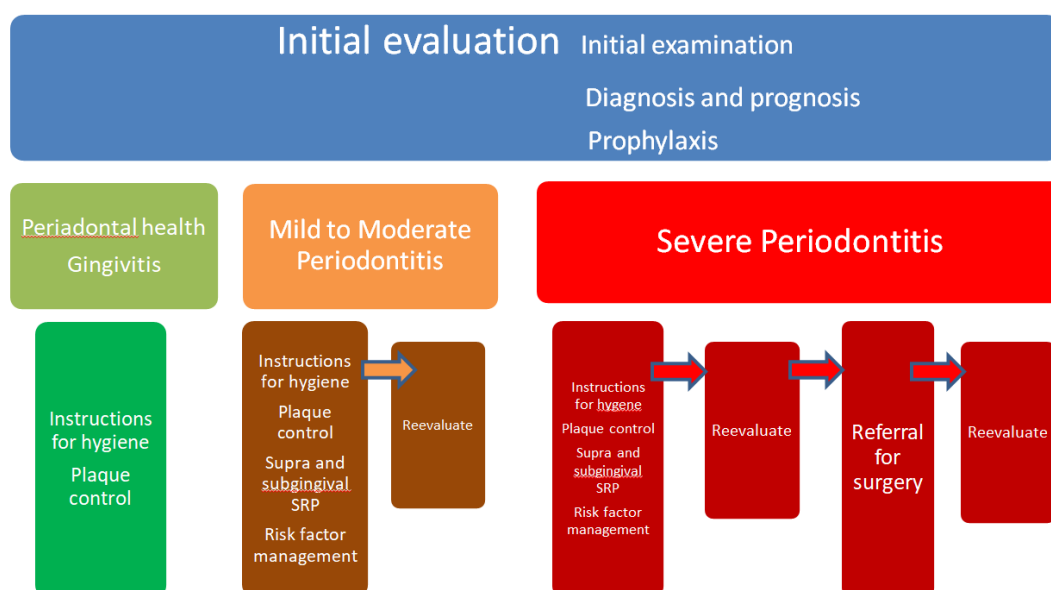 Initial evaluation Initial examination
Diagnosis and prognosis
Prophylaxis
Periadontal health
Gingivitis
Mild to Moderate
Periodontitis
Severe Periodontitis
Instructions
for hygiene
Plaque
control
Instructions
for hygiene
Plaque
control
Supra and
subgingival
SRP
Risk factor
management
Reevaluate
Instructions
for hygene
Plaque control
Supra and
subgingival
SRP
Risk factor
management
Reevaluate
Referral
for
surgery
Reevaluate